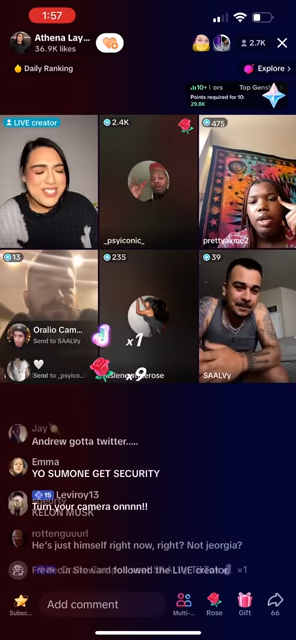 1:57
Athena Lay...
36.9K likes
2.7K
Daily Ranking
Explore >
10+
ors
Top Gens
Points required for 10:
29.8K
LIVE creator
2.4K
475
_psyiconic_
prettyakme2
13
235
39
Oralio Cam...
Send to SAALVy
x1
Send to _psyico...
SAALVy
Jay
Andrew gotta twitter.....
Emma
YO SUMONE GET SECURITY
15 Leviroy13
Turn your camera onnnn!!
KELON MUSK
rottenguuurl
He's just himself right now, right? Not jeorgia?
followed the LIVE creator
x1
Subsc...
Add comment
Multi-...
Rose
Gift
66